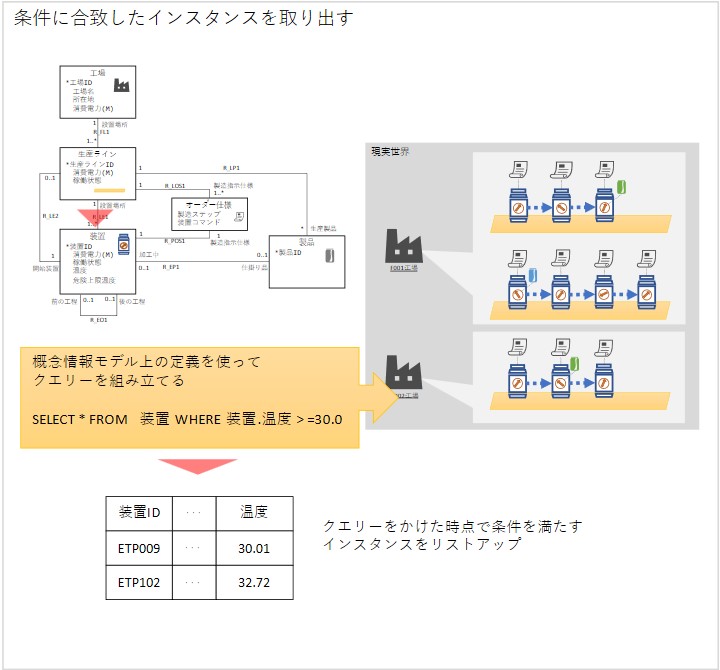 条件に合致したインスタンスを取り出す
工場
*工場ID
工場名
所在地
消費電力(M)
1
設置場所
R_FL1
1..*
生産ライン
*生産ラインID
消費電力(M)
稼働状態
0..1
1
R_LP1
1
R_LOS1
製造指示仕様
1..*
オーダー仕様
製造ステップ
装置コマンド
1
設置場所
R_LE2
R_LE1
1..*
1
1
R_POS1
製造指示仕様
*
生産製品
装置
*装置ID
消費電力(M)
稼働状態
温度
危険上限温度
1
開始装置
加工中
0..1
R_EP1
0..1
仕掛り品
製品
*製品ID
前の工程
0..1
0..1
後の工程
R_EO1
現実世界
F001工場
002工場
概念情報モデル上の定義を使って
クエリーを組み立てる
SELECT * FROM 装置 WHERE 装置.温度 > =30.0
装置ID ・・・ 温度
ETP009 ・・・ 30.01
ETP102 ・・・ 32.72
クエリーをかけた時点で条件を満たす
インスタンスをリストアップ